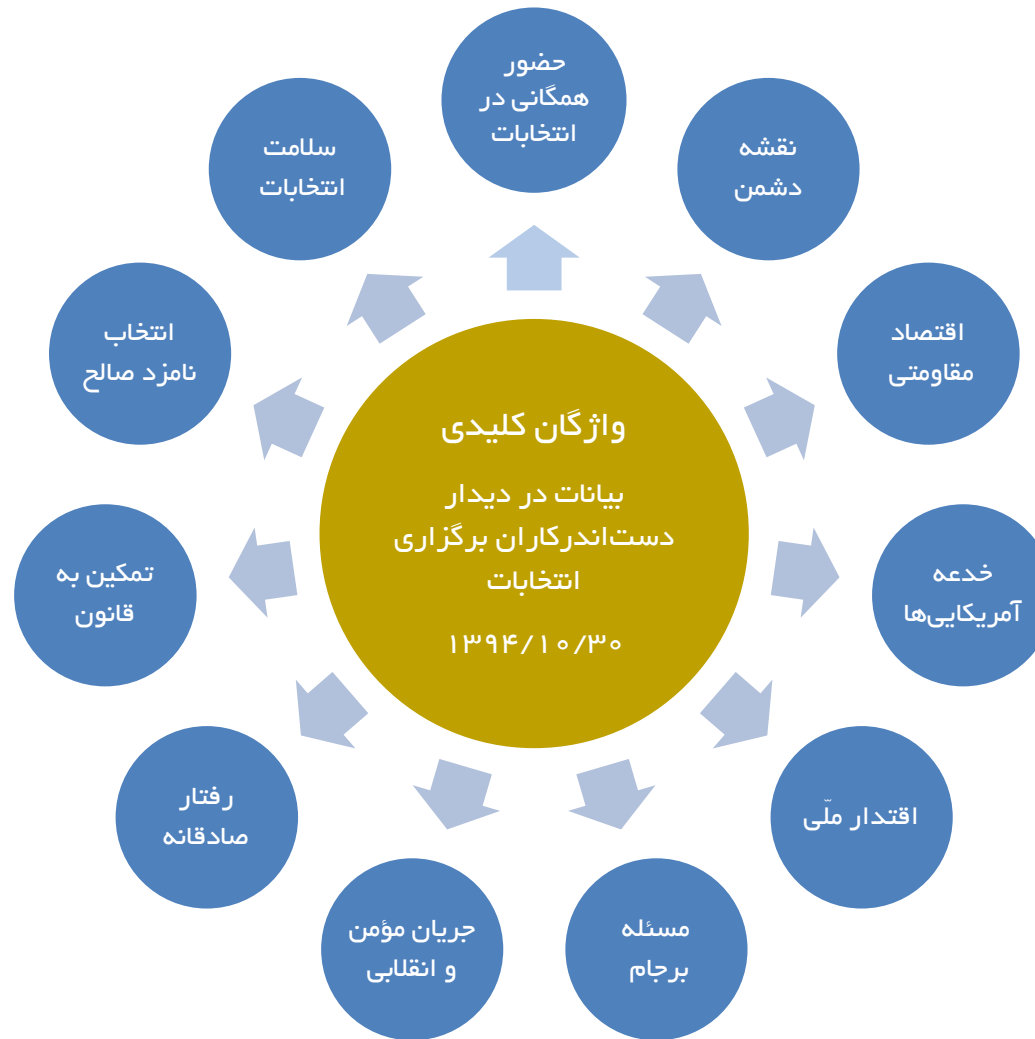 واژگان کلیدی
بیانات در دیدار
دست‌اندرکاران برگزاری
انتخابات
۱۳۹۴/۱۰/۳۰
حضور
همگانی در
انتخابات
نقشه
دشمن
اقتصاد
مقاومتی
خدعه
آمریکایی‌ها
اقتدار ملّی
مسئله
برجام
جریان مؤمن
و انقلابی
رفتار
صادقانه
تمکین به
قانون
انتخاب
نامزد صالح
سلامت
انتخابات